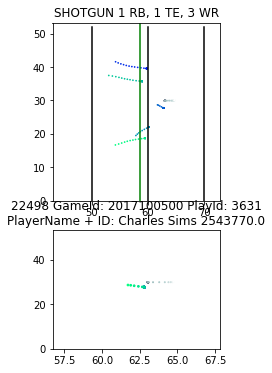 SHOTGUN 1 RB, 1 TE, 3 WR
50
40
30
20
10
0
50 60 70
22498 GameId: 2017100500 PlayId: 3631
PlayerName + ID: Charles Sims 2543770.0
40
20
0
57.5 60.0 62.5 65.0 67.5